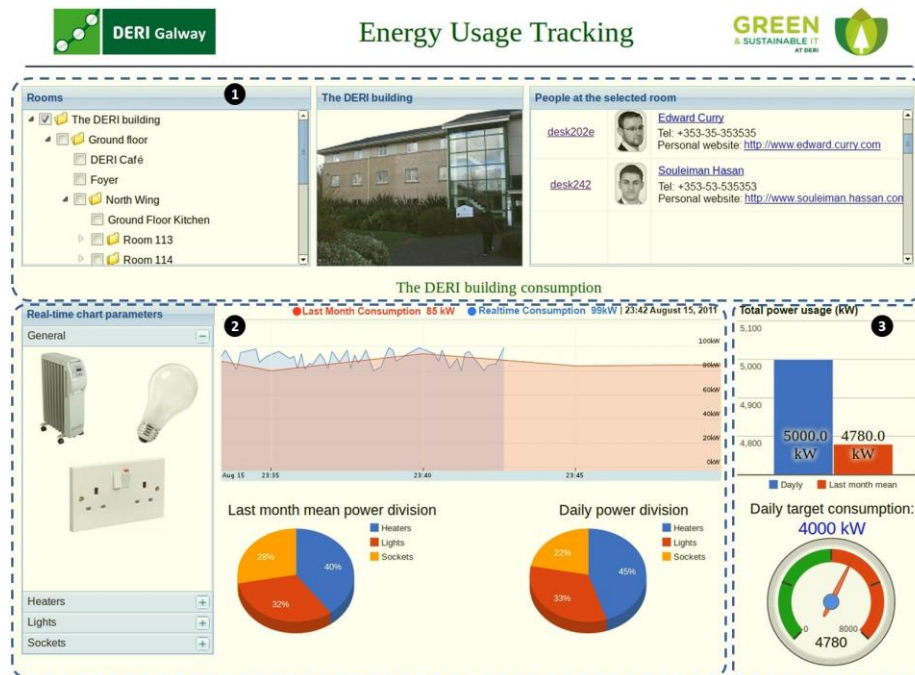 DERI Galway
Energy Usage Tracking
GREEN
& SUSTAINABLE IT
AT DERI
Rooms
1
The DERI building
Ground floor
DERI Café
Foyer
North Wing
Ground Floor Kitchen
Room 113
Room 114
The DERI building
People at the selected room
desk202e
Edward Curry
Tel: +353-35-353535
Personal website: http://www.edward.curry.com
desk242
Souleiman Hasan
Tel: +353-53-535353
Personal website: http://www.souleiman.hassan.con
The DERI building consumption
Real-time chart parameters
General
Heaters
Lights
Sockets
2
Last Month Consumption 85 kW
Realtime Consumption 99kW | 23:42 August 15, 2011
100kW
80kW
60kW
40kW
20kW
0kW
Aug 15
23:35
23:40
23:45
Last month mean power division
28%
40%
32%
Heaters
Lights
Sockets
Daily power division
22%
45%
33%
Heaters
Lights
Sockets
Total power usage (kW)
3
5,100
5,000
4,900
4,800
5000.0
kW
4780.0
kW
Dayly
Last month mean
Daily target consumption:
4000 kW
0
8000
4780